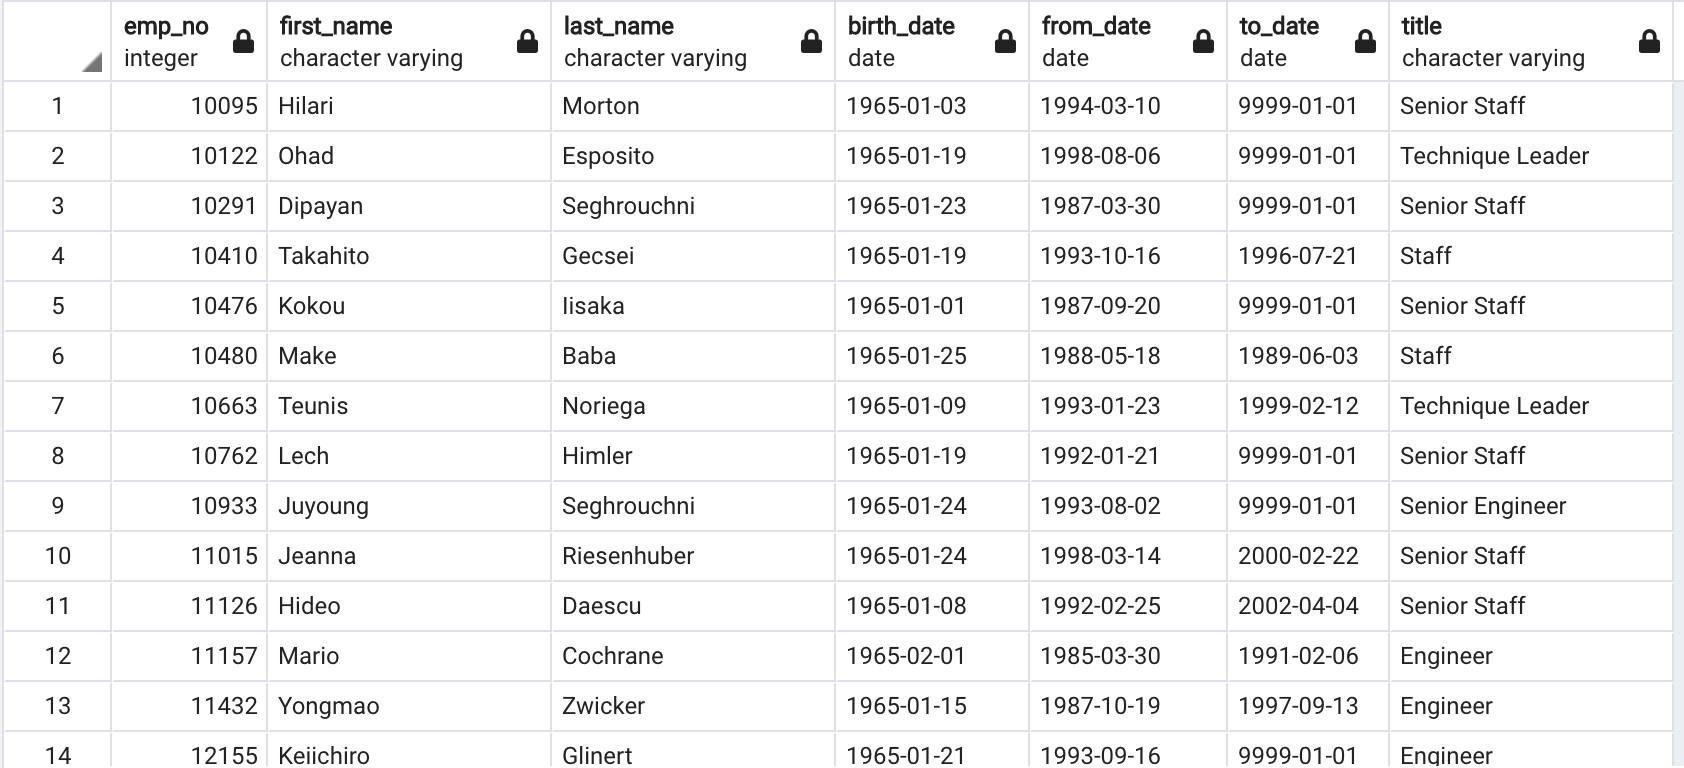 emp_no first_name last_name birth_date from_date to_date title
integer character varying character varying date date date character varying
1 10095 Hilari Morton 1965-01-03 1994-03-10 9999-01-01 Senior Staff
2 10122 Ohad Esposito 1965-01-19 1998-08-06 9999-01-01 Technique Leader
3 10291 Dipayan Seghrouchni 1965-01-23 1987-03-30 9999-01-01 Senior Staff
4 10410 Takahito Gecsei 1965-01-19 1993-10-16 1996-07-21 Staff
5 10476 Kokou Iisaka 1965-01-01 1987-09-20 9999-01-01 Senior Staff
6 10480 Make Baba 1965-01-25 1988-05-18 1989-06-03 Staff
7 10663 Teunis Noriega 1965-01-09 1993-01-23 1999-02-12 Technique Leader
8 10762 Lech Himler 1965-01-19 1992-01-21 9999-01-01 Senior Staff
9 10933 Juyoung Seghrouchni 1965-01-24 1993-08-02 9999-01-01 Senior Engineer
10 11015 Jeanna Riesenhuber 1965-01-24 1998-03-14 2000-02-22 Senior Staff
11 11126 Hideo Daescu 1965-01-08 1992-02-25 2002-04-04 Senior Staff
12 11157 Mario Cochrane 1965-02-01 1985-03-30 1991-02-06 Engineer
13 11432 Yongmao Zwicker 1965-01-15 1987-10-19 1997-09-13 Engineer
14 12155 Keiichiro Glinert 1965-01-21 1993-09-16 9999-01-01 Engineer